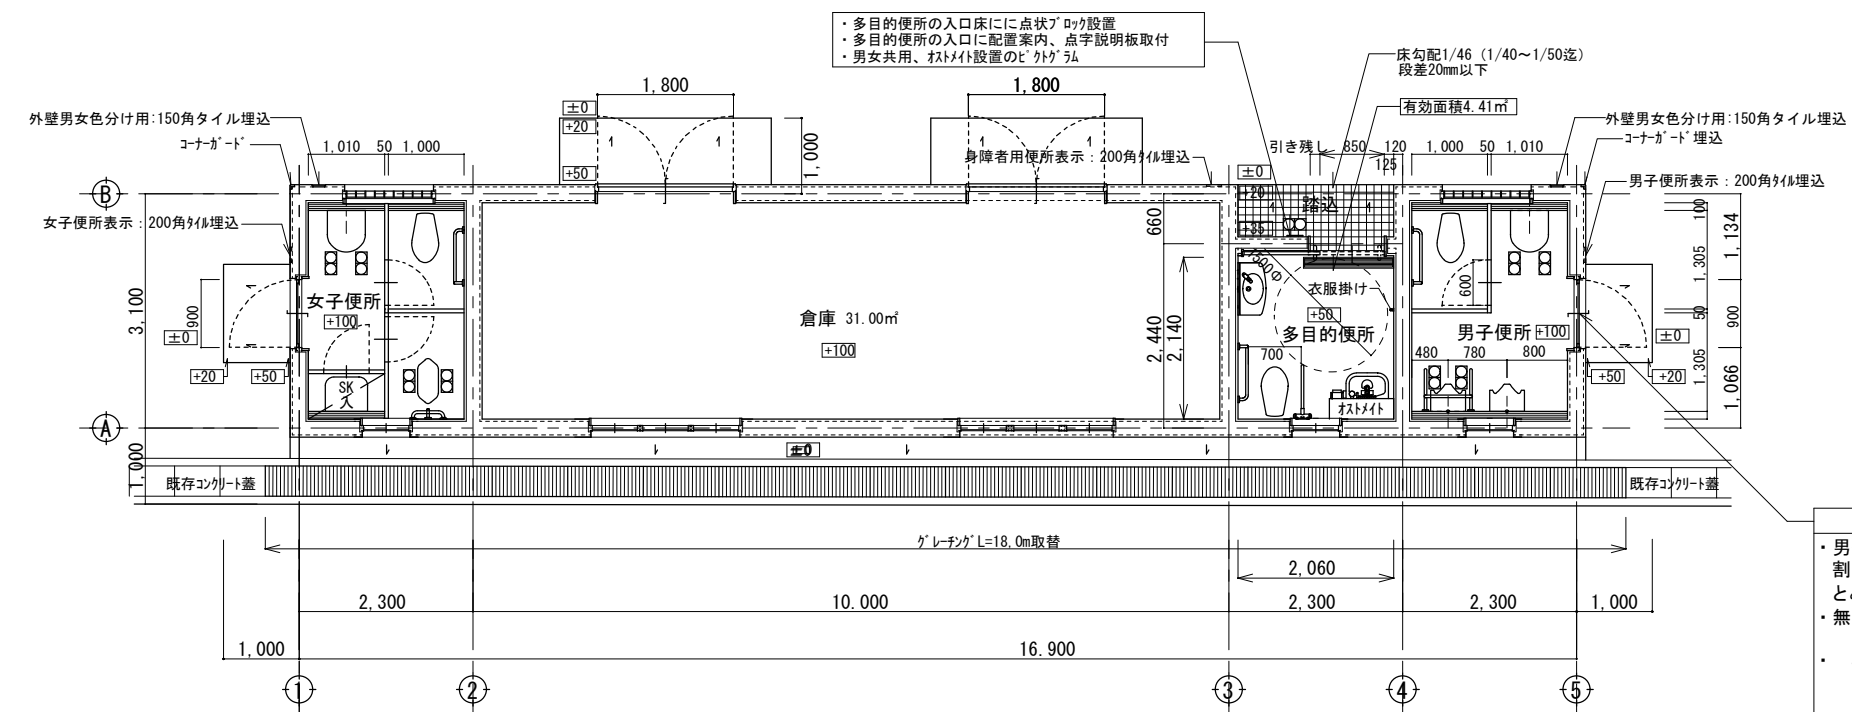 ・多目的便所の入口床にに点状ﾌﾞﾛｯｸ設置
・多目的便所の入口に配置案内、点字説明板取付
・男女共用、ｵｽﾄﾒｲﾄ設置のﾋﾟｸﾄｸﾞﾗﾑ
床勾配1/46（1/40～1/50迄）
段差20mm以下
有効面積4.41㎡
1,800
1,800
±0
+20
+50
1,000
外壁男女色分け用:150角タイル埋込
ｺｰﾅｰｶﾞｰﾄﾞ
1,010 50 1,000
身障者用便所表示：200角ﾀｲﾙ埋込
引き残し 850 120
125
1,000 50 1,010
外壁男女色分け用:150角タイル埋込
ｺｰﾅｰｶﾞｰﾄﾞ埋込
男子便所表示：200角ﾀｲﾙ埋込
女子便所表示：200角ﾀｲﾙ埋込
B
A
3,100
1,000
900
±0
+20
+50
女子便所
+100
SK
入
倉庫 31.00㎡
+100
660
2,440
2,140
±0
+20
踏込
+35
1500Φ
衣服掛け
+50
多目的便所
700
ｵｽﾄﾒｲﾄ
600
男子便所
+100
480 780 800
100
1,305
50
1,305
1,134
900
1,066
±0
+50
+20
±0
既存ｺﾝｸﾘｰﾄ蓋
既存ｺﾝｸﾘｰﾄ蓋
ｸﾞﾚｰﾁﾝｸﾞL=18,0m取替
2,060
2,300
10.000
2,300
2,300
1,000
1,000
16.900
1
2
3
4
5
・男
割
・無
・